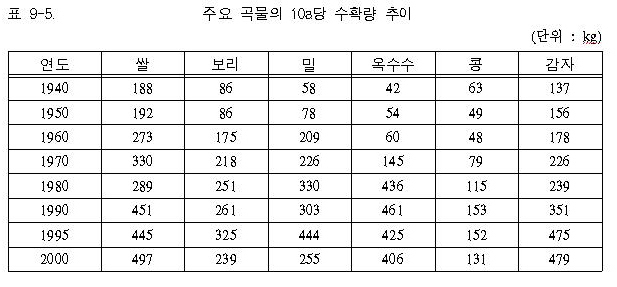 표 9-5. 주요 곡물의 10a당 수확량 추이
(단위 : kg)
연도 쌀 보리 밀 옥수수 콩 감자
1940 188 86 58 42 63 137
1950 192 86 78 54 49 156
1960 273 175 209 60 48 178
1970 330 218 226 145 79 226
1980 289 251 330 436 115 239
1990 451 261 303 461 153 351
1995 445 325 444 425 152 475
2000 497 239 255 406 131 479